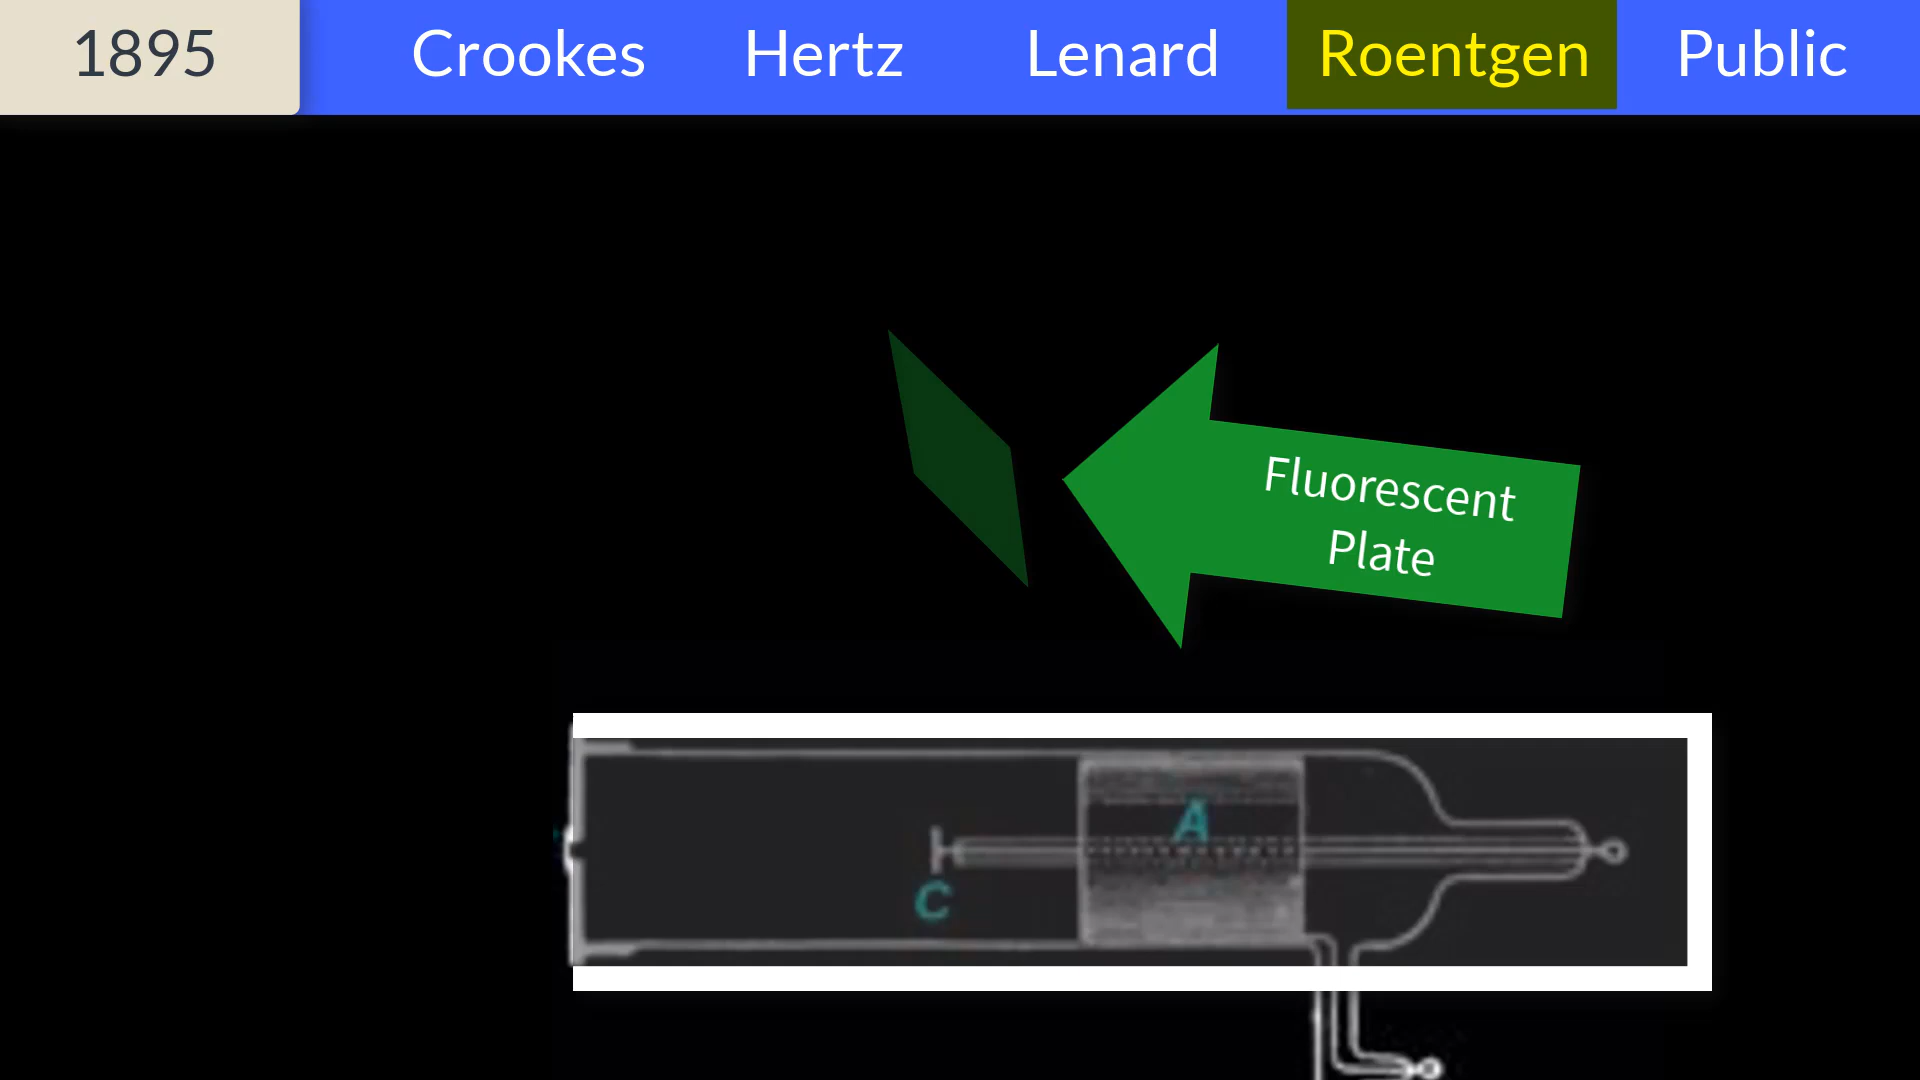 1895
Crookes
Hertz
Lenard
Roentgen
Public
Fluorescent
Plate
A
C